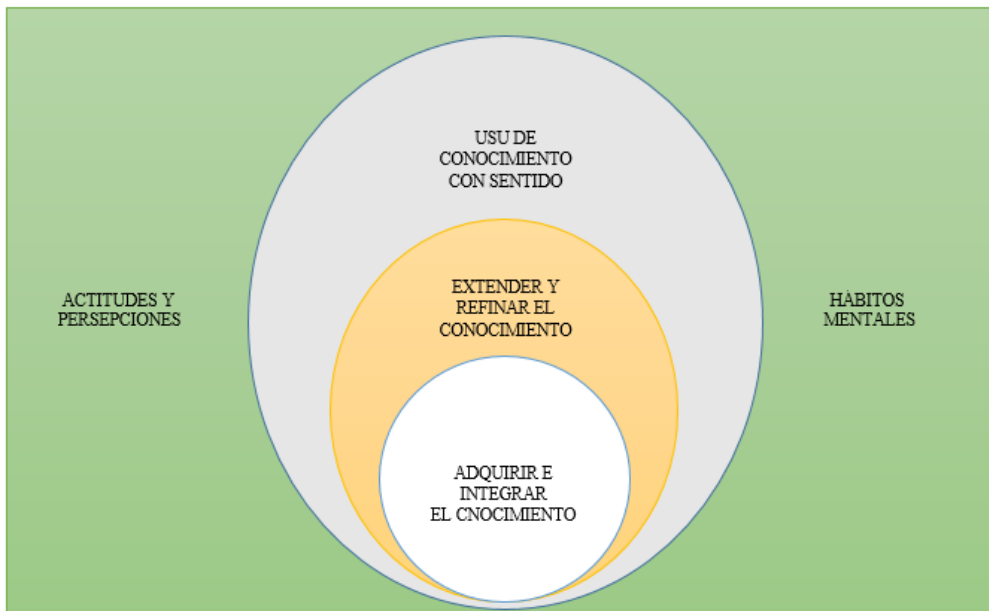 USU DE
CONOCIMIENTO
CON SENTIDO
EXTENDER Y
REFINAR EL
CONOCIMIENTO
ACTITUDES Y
PERSEPCIONES
HÁBITOS
MENTALES
ADQUIRIR E
INTEGRAR
EL CNOCIMIENTO